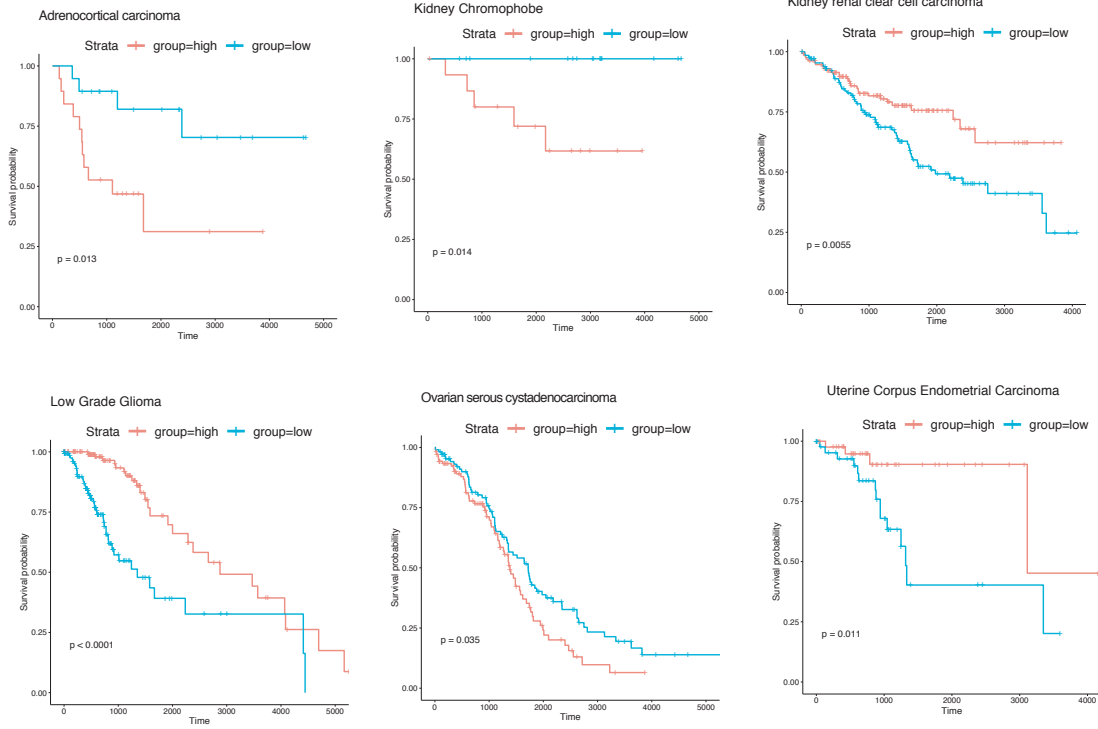 Adrenocortical carcinoma
Strata group=high group=low
1.00
0.75
0.50
0.25
0.00
Survival probability
p = 0.013
0 1000 2000 3000 4000 5000
Time
Kidney Chromophobe
Strata group=high group=low
1.00
0.75
0.50
0.25
0.00
Survival probability
p = 0.014
0 1000 2000 3000 4000 5000
Time
Kidney renal clear cell carcinoma
Strata group=high group=low
1.00
0.75
0.50
0.25
0.00
Survival probability
p = 0.0055
0 1000 2000 3000 4000
Time
Low Grade Glioma
Strata group=high group=low
1.00
0.75
0.50
0.25
0.00
Survival probability
p < 0.0001
0 1000 2000 3000 4000 5000
Time
Ovarian serous cystadenocarcinoma
Strata group=high group=low
1.00
0.75
0.50
0.25
0.00
Survival probability
p = 0.035
0 1000 2000 3000 4000 5000
Time
Uterine Corpus Endometrial Carcinoma
Strata group=high group=low
1.00
0.75
0.50
0.25
0.00
Survival probability
p = 0.011
0 1000 2000 3000 4000
Time